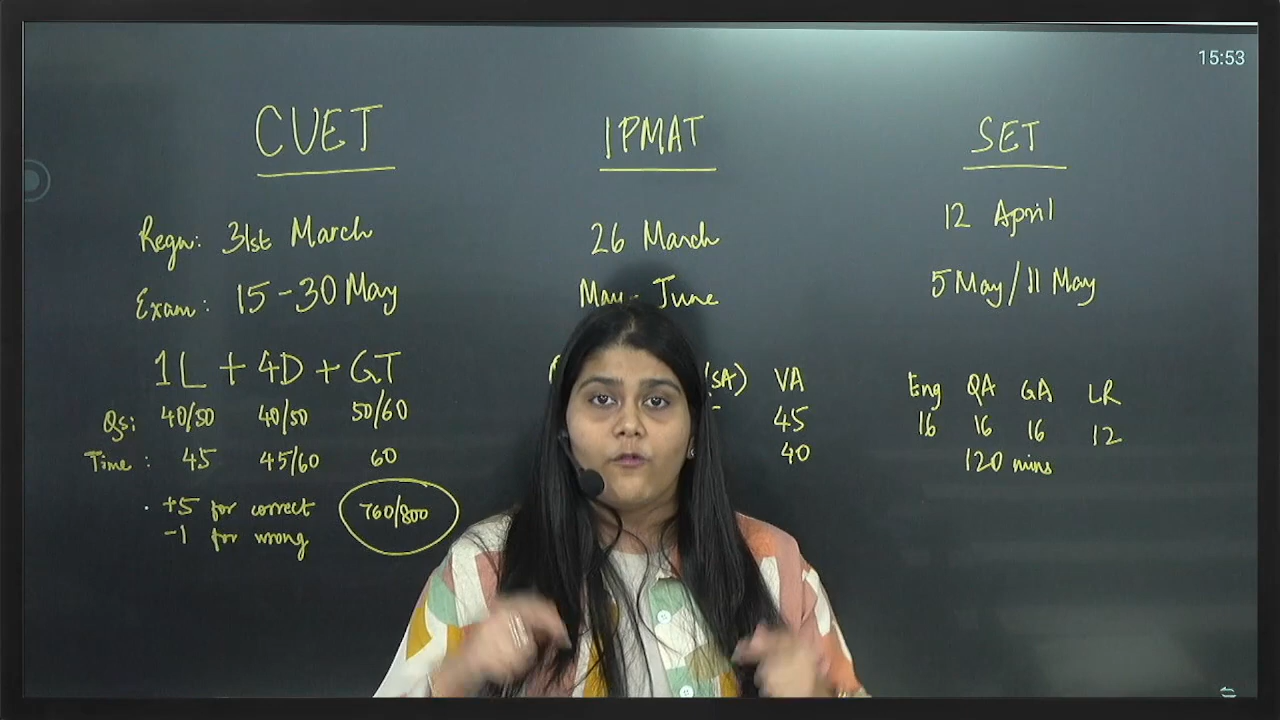 15:53
CUET
Regn: 31st March
Exam: 15-30 May
1L + 4D + GT
Qs: 40/50 40/50 50/60
Time: 45 45/60 60
+5 for correct
-1 for wrong
760/800
IPMAT
26 March
May - June
(SA) VA
45
40
SET
12 April
5 May/11 May
Eng QA GA LR
16 16 16 12
120 mins